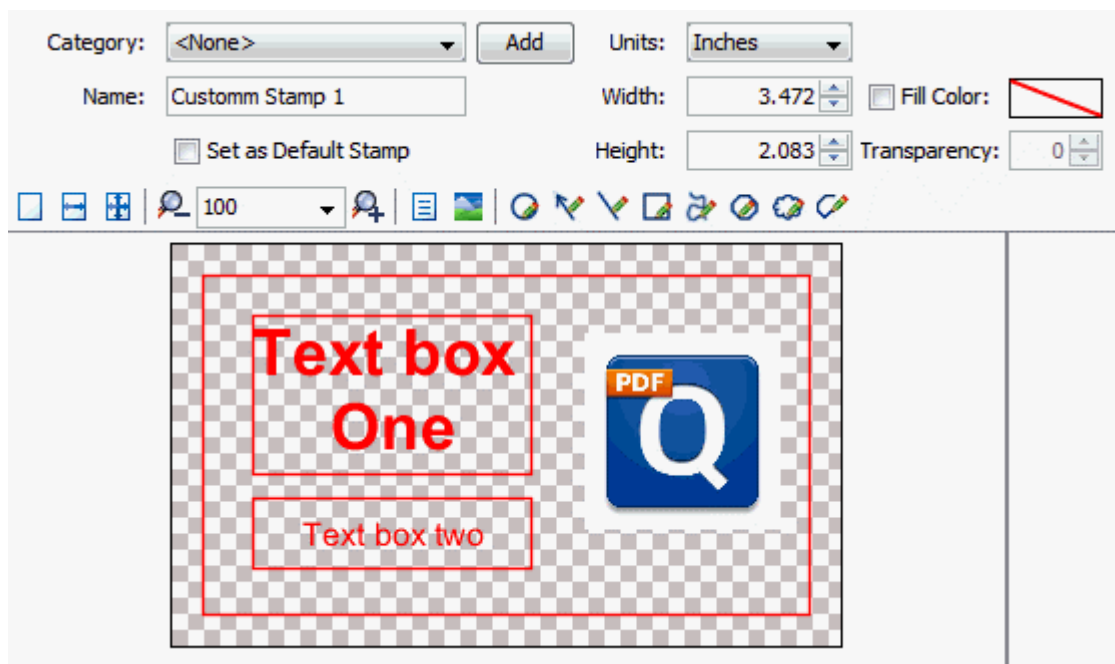 Category: <None> Add Units: Inches
Name: Customm Stamp 1 Width: 3.472 Fill Color:
Set as Default Stamp Height: 2.083 Transparency: 0
100
Text box
One
PDF
Q
Text box two